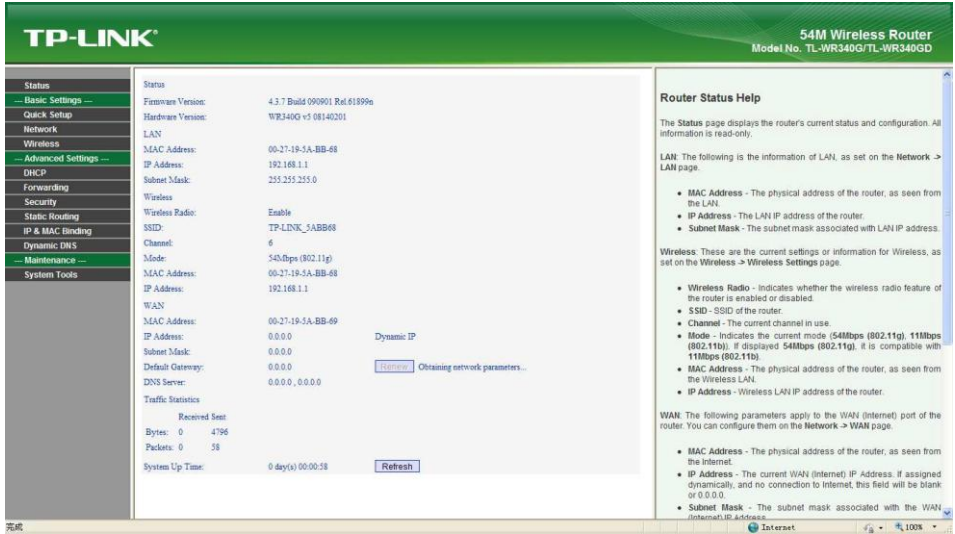 TP-LINK®
54M Wireless Router
Model No. TL-WR340G/TL-WR340GD
Status
--- Basic Settings ---
Quick Setup
Network
Wireless
--- Advanced Settings ---
DHCP
Forwarding
Security
Static Routing
IP & MAC Binding
Dynamic DNS
--- Maintenance ---
System Tools
Status
Firmware Version: 4.3.7 Build 090901 Rel.61899n
Hardware Version: WR340G v5 08140201
LAN
MAC Address: 00-27-19-5A-BB-68
IP Address: 192.168.1.1
Subnet Mask: 255.255.255.0
Wireless
Wireless Radio: Enable
SSID: TP-LINK_5ABB68
Channel: 6
Mode: 54Mbps (802.11g)
MAC Address: 00-27-19-5A-BB-68
IP Address: 192.168.1.1
WAN
MAC Address: 00-27-19-5A-BB-69
IP Address: 0.0.0.0 Dynamic IP
Subnet Mask: 0.0.0.0
Default Gateway: 0.0.0.0 Renew Obtaining network parameters...
DNS Server: 0.0.0.0 , 0.0.0.0
Traffic Statistics
Received Sent
Bytes: 0 4796
Packets: 0 58
System Up Time: 0 day(s) 00:00:58 Refresh
Router Status Help
The Status page displays the router's current status and configuration. All
information is read-only.
LAN: The following is the information of LAN, as set on the Network ->
LAN page.
• MAC Address - The physical address of the router, as seen from
the LAN.
• IP Address - The LAN IP address of the router.
• Subnet Mask - The subnet mask associated with LAN IP address.
Wireless: These are the current settings or information for Wireless, as
set on the Wireless -> Wireless Settings page.
• Wireless Radio - Indicates whether the wireless radio feature of
the router is enabled or disabled.
• SSID - SSID of the router.
• Channel - The current channel in use.
• Mode - Indicates the current mode (54Mbps (802.11g), 11Mbps
(802.11b)). If displayed 54Mbps (802.11g), it is compatible with
11Mbps (802.11b).
• MAC Address - The physical address of the router, as seen from
the Wireless LAN.
• IP Address - Wireless LAN IP address of the router.
WAN: The following parameters apply to the WAN (Internet) port of the
router. You can configure them on the Network -> WAN page.
• MAC Address - The physical address of the router, as seen from
the Internet.
• IP Address - The current WAN (Internet) IP Address. If assigned
dynamically, and no connection to Internet, this field will be blank
or 0.0.0.0.
• Subnet Mask - The subnet mask associated with the WAN
(Internet) IP Address.
完成 Internet 100%